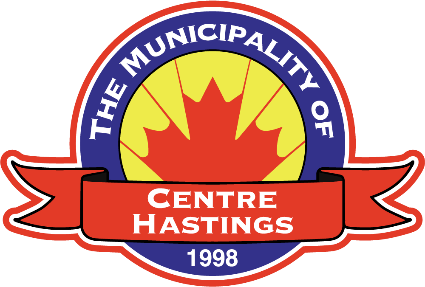 The Municipality of
Centre
Hastings
1998